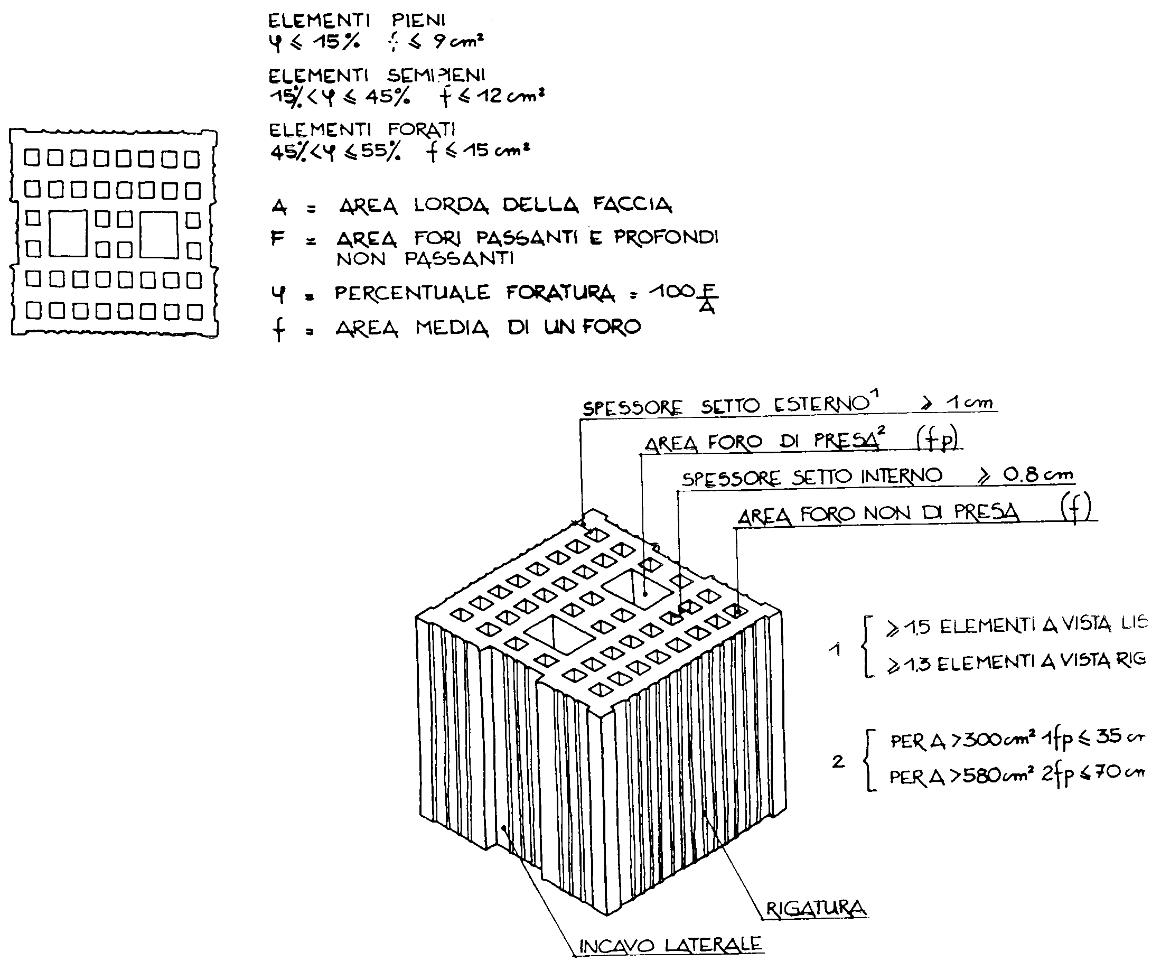 ELEMENTI PIENI
φ ⩽ 15% f ⩽ 9 cm²
ELEMENTI SEMIPIENI
15% < φ ⩽ 45% f ⩽ 12 cm²
ELEMENTI FORATI
45% < φ ⩽ 55% f ⩽ 15 cm²
A = AREA LORDA DELLA FACCIA
F = AREA FORI PASSANTI E PROFONDI
NON PASSANTI
φ = PERCENTUALE FORATURA = 100 F/A
f = AREA MEDIA DI UN FORO
SPESSORE SETTO ESTERNO¹ ⩾ 1 cm
AREA FORO DI PRESA² (fp)
SPESSORE SETTO INTERNO ⩾ 0.8 cm
AREA FORO NON DI PRESA (f)
1 { ⩾ 1,5 ELEMENTI A VISTA LIS
⩾ 1.3 ELEMENTI A VISTA RIG
2 { PER A > 300 cm² 1fp ⩽ 35 cm
PER A > 580 cm² 2fp ⩽ 70 cm
RIGATURA
INCAVO LATERALE